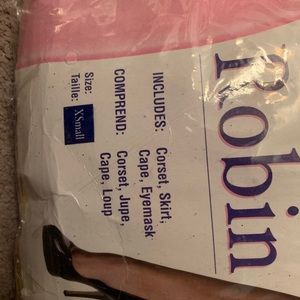 Robin
INCLUDES: Corset, Skirt,
Cape, Eyemask
COMPREND: Corset, Jupe,
Cape, Loup
Size:
Taille: XSmall